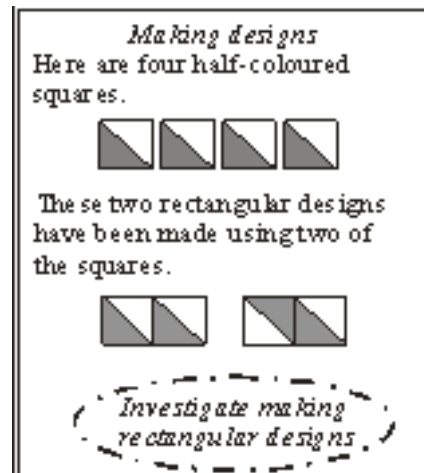 Making designs
Here are four half-coloured
squares.
These two rectangular designs
have been made using two of
the squares.
Investigate making
rectangular designs